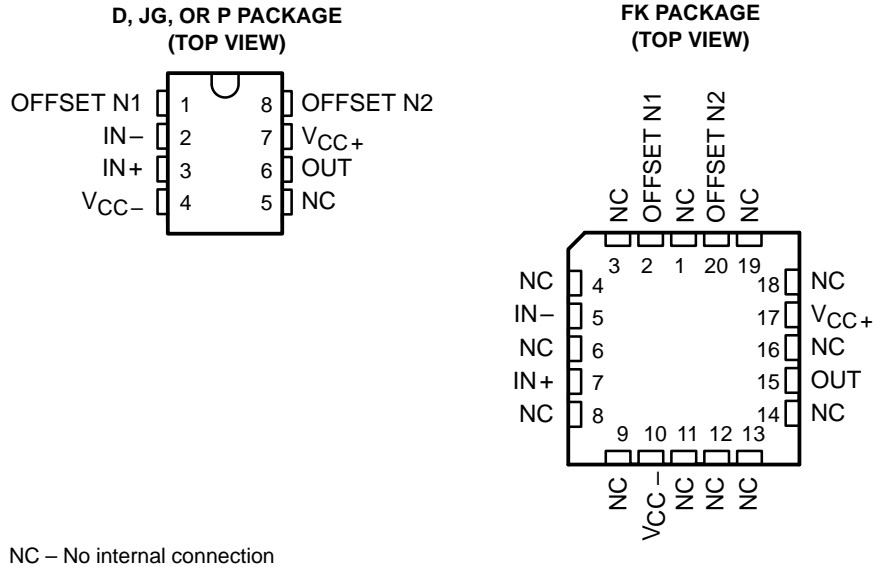 D, JG, OR P PACKAGE
(TOP VIEW)
OFFSET N1 1 8 OFFSET N2
IN− 2 7 VCC+
IN+ 3 6 OUT
VCC− 4 5 NC
FK PACKAGE
(TOP VIEW)
NC OFFSET N1 NC OFFSET N2 NC
3 2 1 20 19
NC 4 18 NC
IN− 5 17 VCC+
NC 6 16 NC
IN+ 7 15 OUT
NC 8 14 NC
9 10 11 12 13
NC VCC− NC NC NC
NC – No internal connection